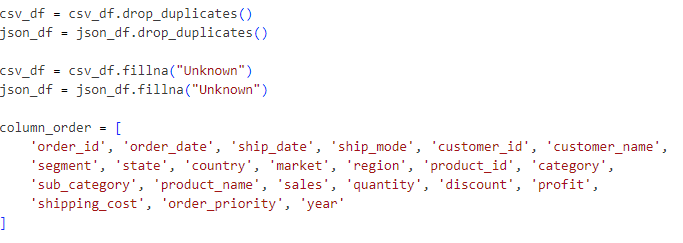 csv_df = csv_df.drop_duplicates()
json_df = json_df.drop_duplicates()
csv_df = csv_df.fillna("Unknown")
json_df = json_df.fillna("Unknown")
column_order = [
    'order_id', 'order_date', 'ship_date', 'ship_mode', 'customer_id', 'customer_name',
    'segment', 'state', 'country', 'market', 'region', 'product_id', 'category',
    'sub_category', 'product_name', 'sales', 'quantity', 'discount', 'profit',
    'shipping_cost', 'order_priority', 'year'
]